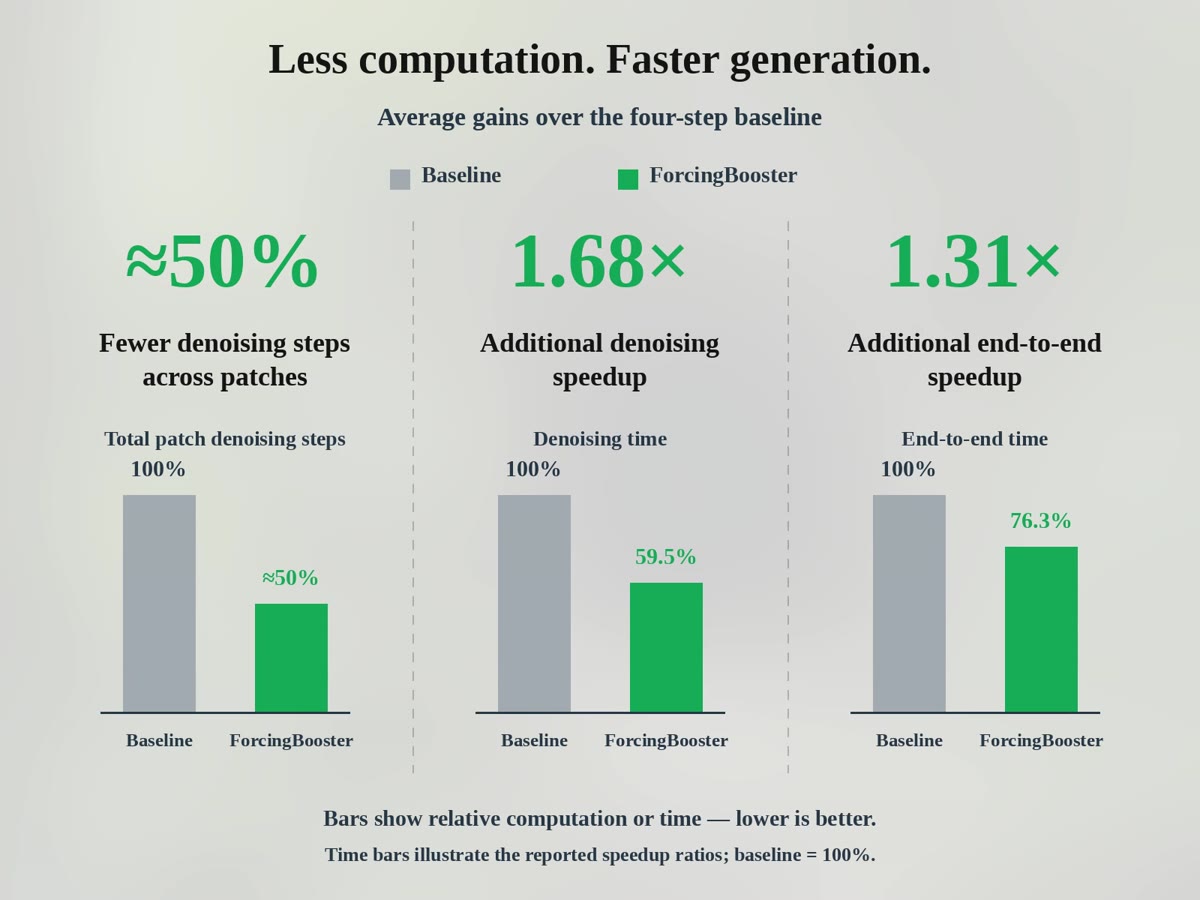 Less computation. Faster generation.
Average gains over the four-step baseline
Baseline
ForcingBooster
≈50%
1.68×
1.31×
Fewer denoising steps
across patches
Additional denoising
speedup
Additional end-to-end
speedup
Total patch denoising steps
Denoising time
End-to-end time
100%
≈50%
100%
59.5%
100%
76.3%
Baseline
ForcingBooster
Baseline
ForcingBooster
Baseline
ForcingBooster
Bars show relative computation or time — lower is better.
Time bars illustrate the reported speedup ratios; baseline = 100%.